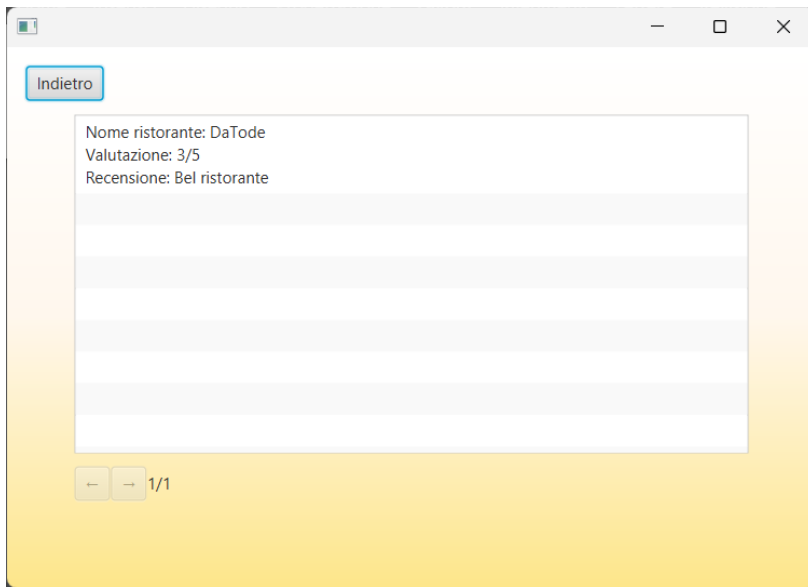 Indietro
Nome ristorante: DaTode
Valutazione: 3/5
Recensione: Bel ristorante
← → 1/1